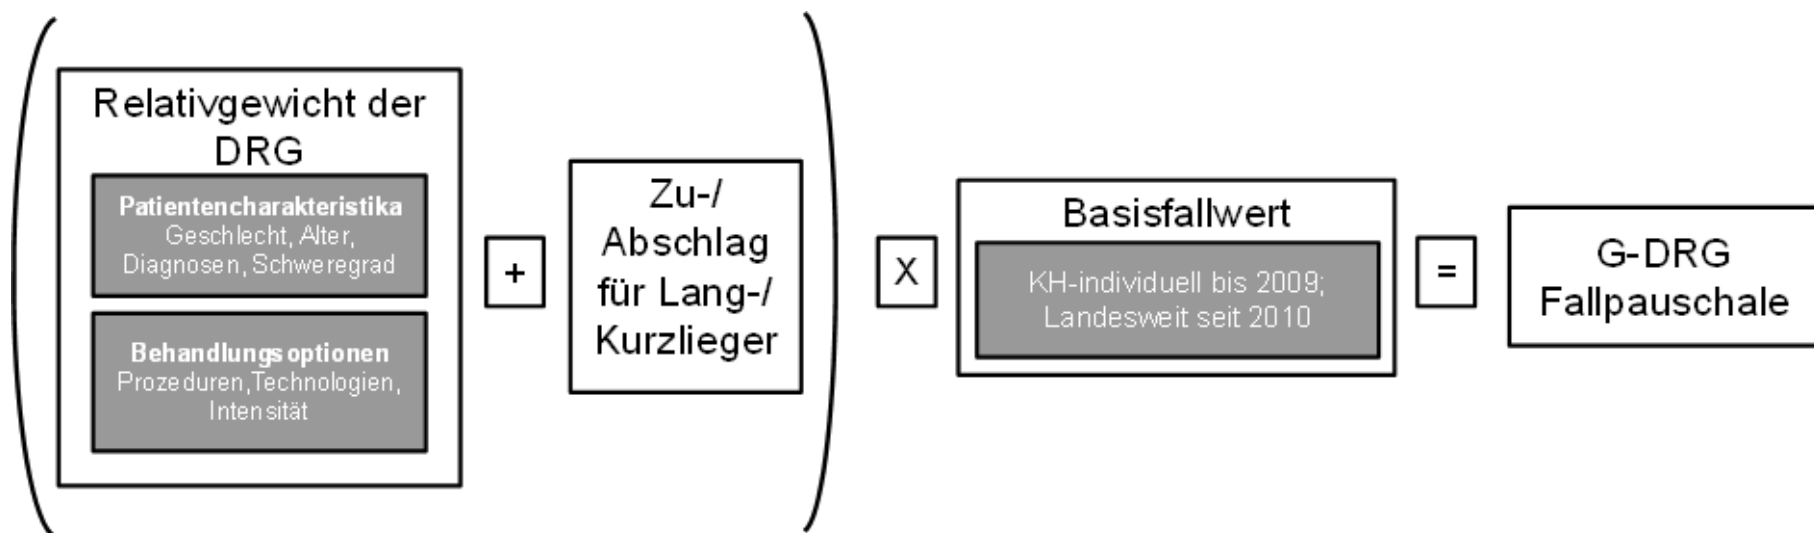 Relativgewicht der
DRG
Patientencharakteristika
Geschlecht, Alter,
Diagnosen, Schweregrad
Behandlungsoptionen
Prozeduren,Technologien,
Intensität
+
Zu-/
Abschlag
für Lang-/
Kurzlieger
X
Basisfallwert
KH-individuell bis 2009;
Landesweit seit 2010
=
G-DRG
Fallpauschale